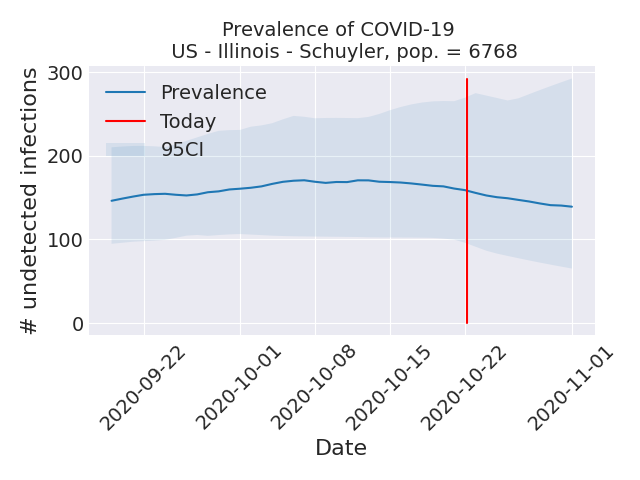 Prevalence of COVID-19
US - Illinois - Schuyler, pop. = 6768
# undetected infections
300
200
100
0
Prevalence
Today
95CI
2020-09-22
2020-10-01
2020-10-08
2020-10-15
2020-10-22
2020-11-01
Date